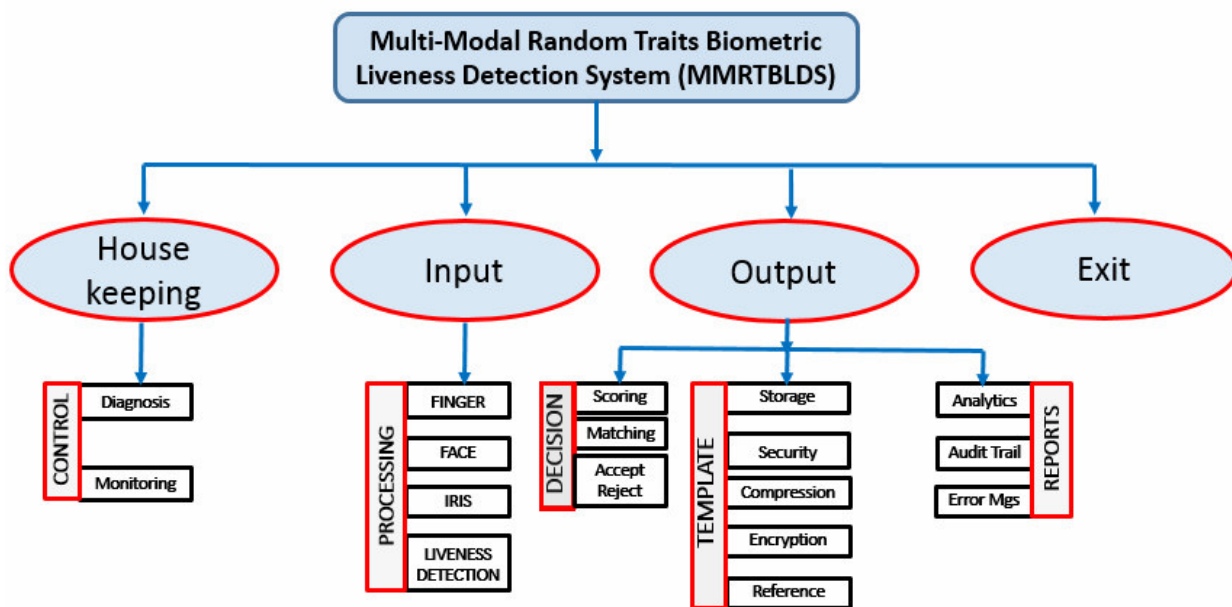 Multi-Modal Random Traits Biometric
Liveness Detection System (MMRTBLDS)
House
keeping
Input
Output
Exit
CONTROL
Diagnosis
Monitoring
PROCESSING
FINGER
FACE
IRIS
LIVENESS
DETECTION
DECISION
Scoring
Matching
Accept
Reject
TEMPLATE
Storage
Security
Compression
Encryption
Reference
Analytics
Audit Trail
Error Mgs
REPORTS